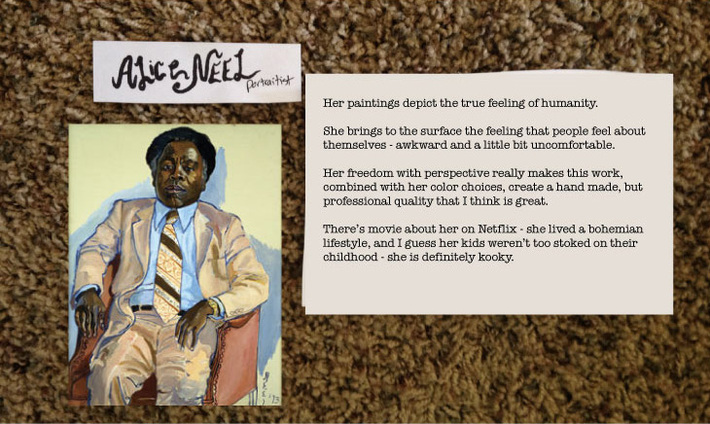 Alice Neel
portraitist
Her paintings depict the true feeling of humanity.
She brings to the surface the feeling that people feel about
themselves - awkward and a little bit uncomfortable.
Her freedom with perspective really makes this work,
combined with her color choices, create a hand made, but
professional quality that I think is great.
There's movie about her on Netflix - she lived a bohemian
lifestyle, and I guess her kids weren't too stoked on their
childhood - she is definitely kooky.
NEEL
'73